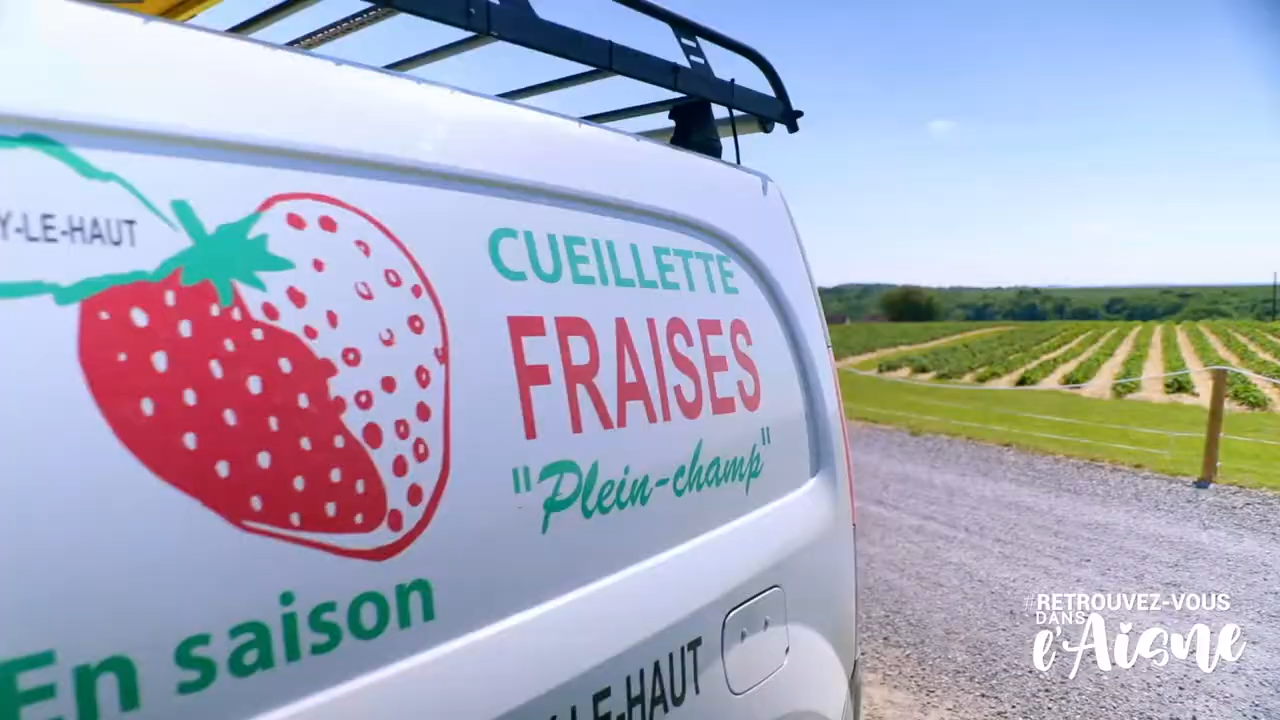 Y-LE-HAUT
CUEILLETTE
FRAISES
"Plein-champ"
En saison
LE-HAUT
#RETROUVEZ-VOUS
DANS
l'Aisne